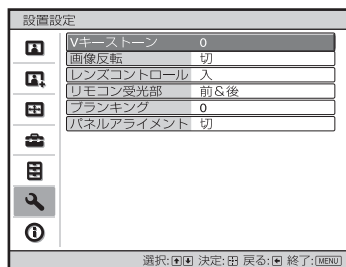 設置設定
Vキーストーン 0
画像反転 切
レンズコントロール 入
リモコン受光部 前&後
ブランキング 0
パネルアライメント 切
選択: 決定: 戻る: 終了: MENU